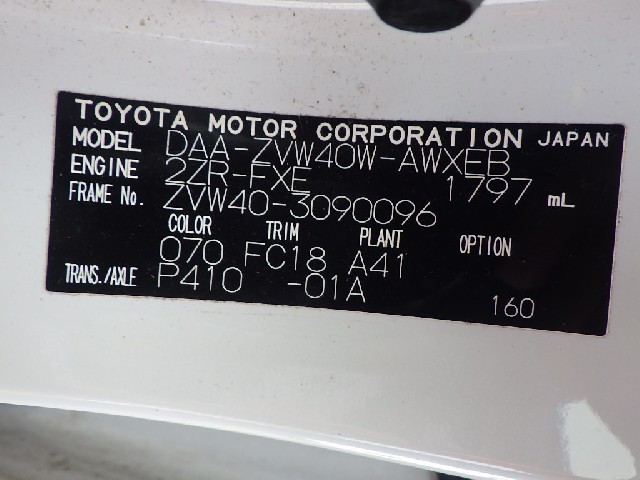 TOYOTA MOTOR CORPORATION JAPAN
MODEL DAA-ZVW40W-AWXEB
ENGINE 2ZR-FXE 1797 mL
FRAME No. ZVW40-3090096
COLOR TRIM PLANT OPTION
070 FC18 A41
TRANS./AXLE P410 -01A
160